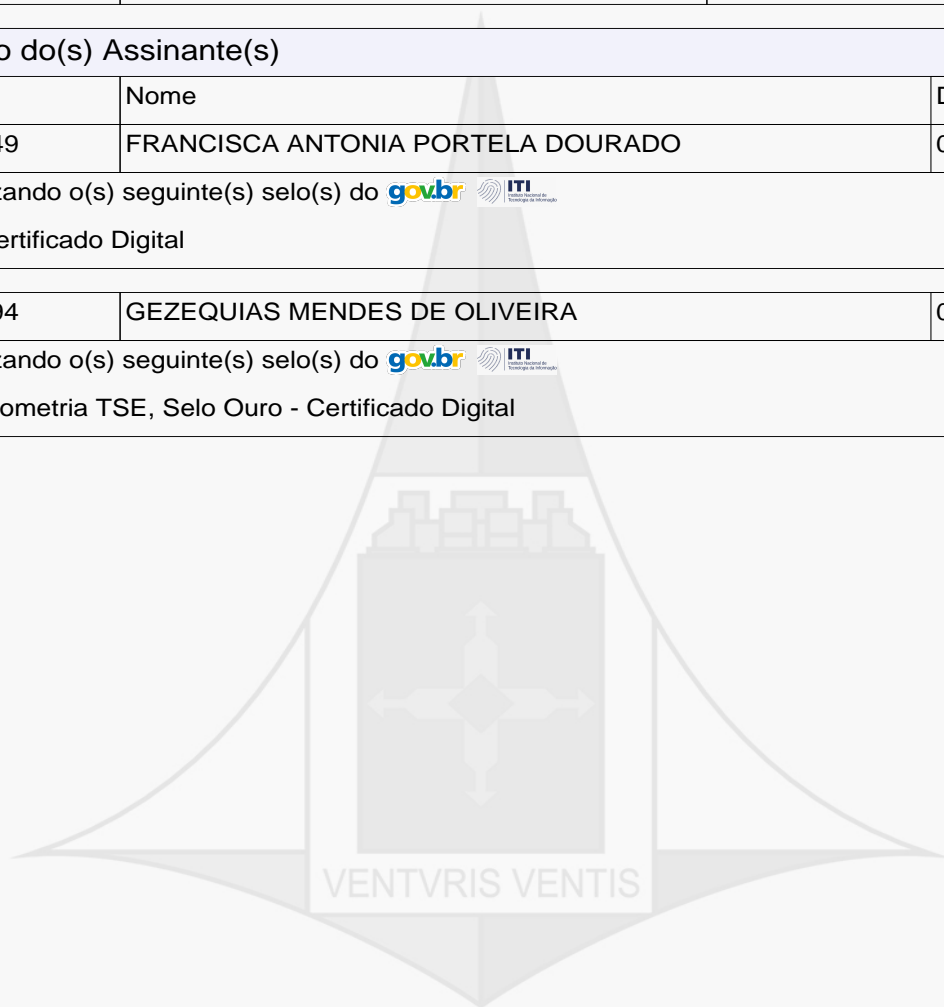 o do(s) Assinante(s)
Nome
49 FRANCISCA ANTONIA PORTELA DOURADO
zando o(s) seguinte(s) selo(s) do gov.br ITI
ertificado Digital
94 GEZEQUIAS MENDES DE OLIVEIRA
zando o(s) seguinte(s) selo(s) do gov.br ITI
ometria TSE, Selo Ouro - Certificado Digital
VENTVRIS VENTIS